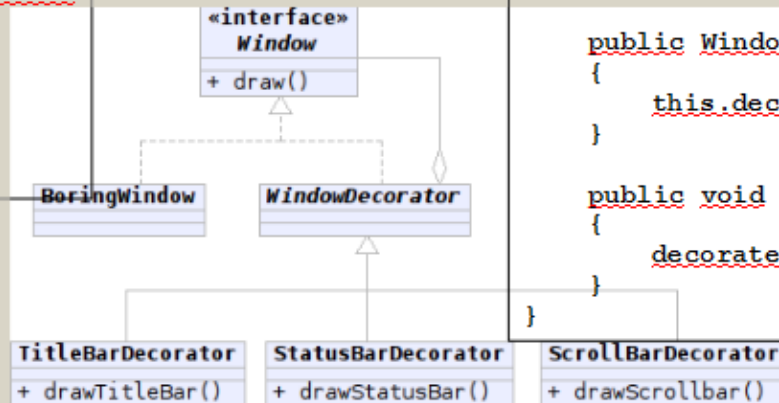 «interface»
Window
+ draw()
BoringWindow
WindowDecorator
TitleBarDecorator
+ drawTitleBar()
StatusBarDecorator
+ drawStatusBar()
ScrollBarDecorator
+ drawScrollbar()
public Windo
{
this.dec
}
public void
{
decorate
}
}